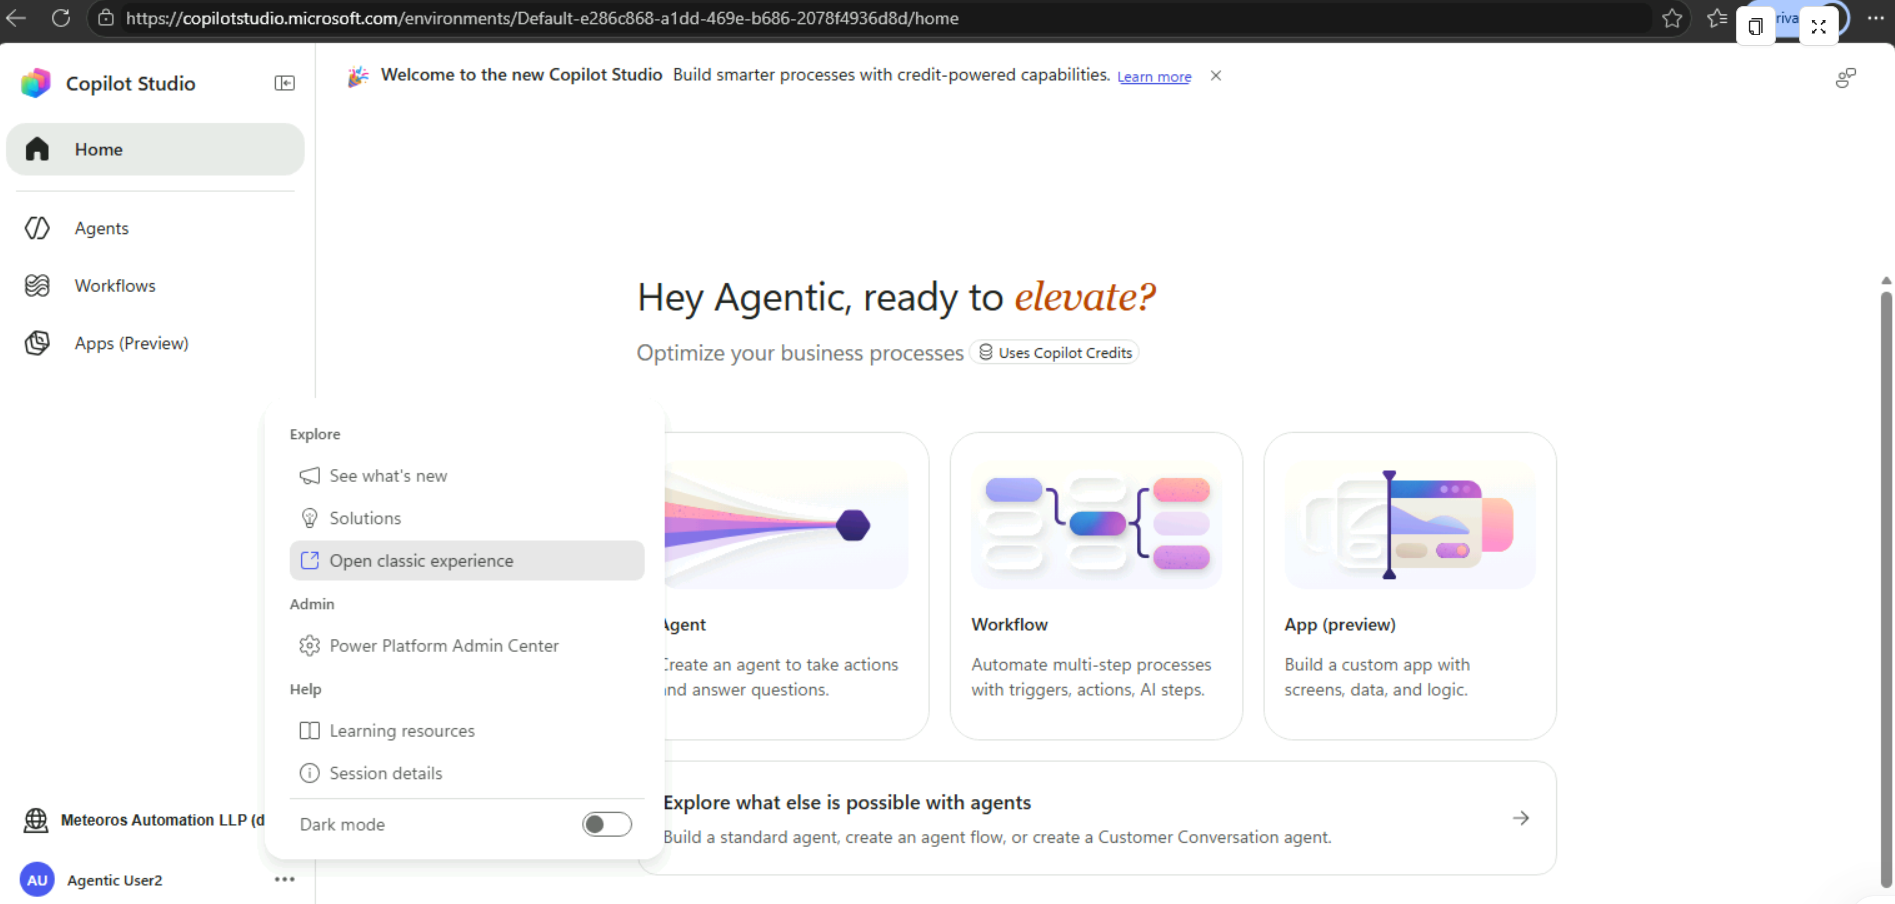 https://copilotstudio.microsoft.com/environments/Default-e286c868-a1dd-469e-b686-2078f4936d8d/home
Copilot Studio
Welcome to the new Copilot Studio Build smarter processes with credit-powered capabilities. Learn more
Home
Agents
Workflows
Apps (Preview)
Hey Agentic, ready to elevate?
Optimize your business processes Uses Copilot Credits
Explore
See what's new
Solutions
Open classic experience
Admin
Power Platform Admin Center
Help
Learning resources
Session details
Dark mode
Agent
Create an agent to take actions
and answer questions.
Workflow
Automate multi-step processes
with triggers, actions, AI steps.
App (preview)
Build a custom app with
screens, data, and logic.
Explore what else is possible with agents
Build a standard agent, create an agent flow, or create a Customer Conversation agent.
Meteoros Automation LLP (d
AU Agentic User2